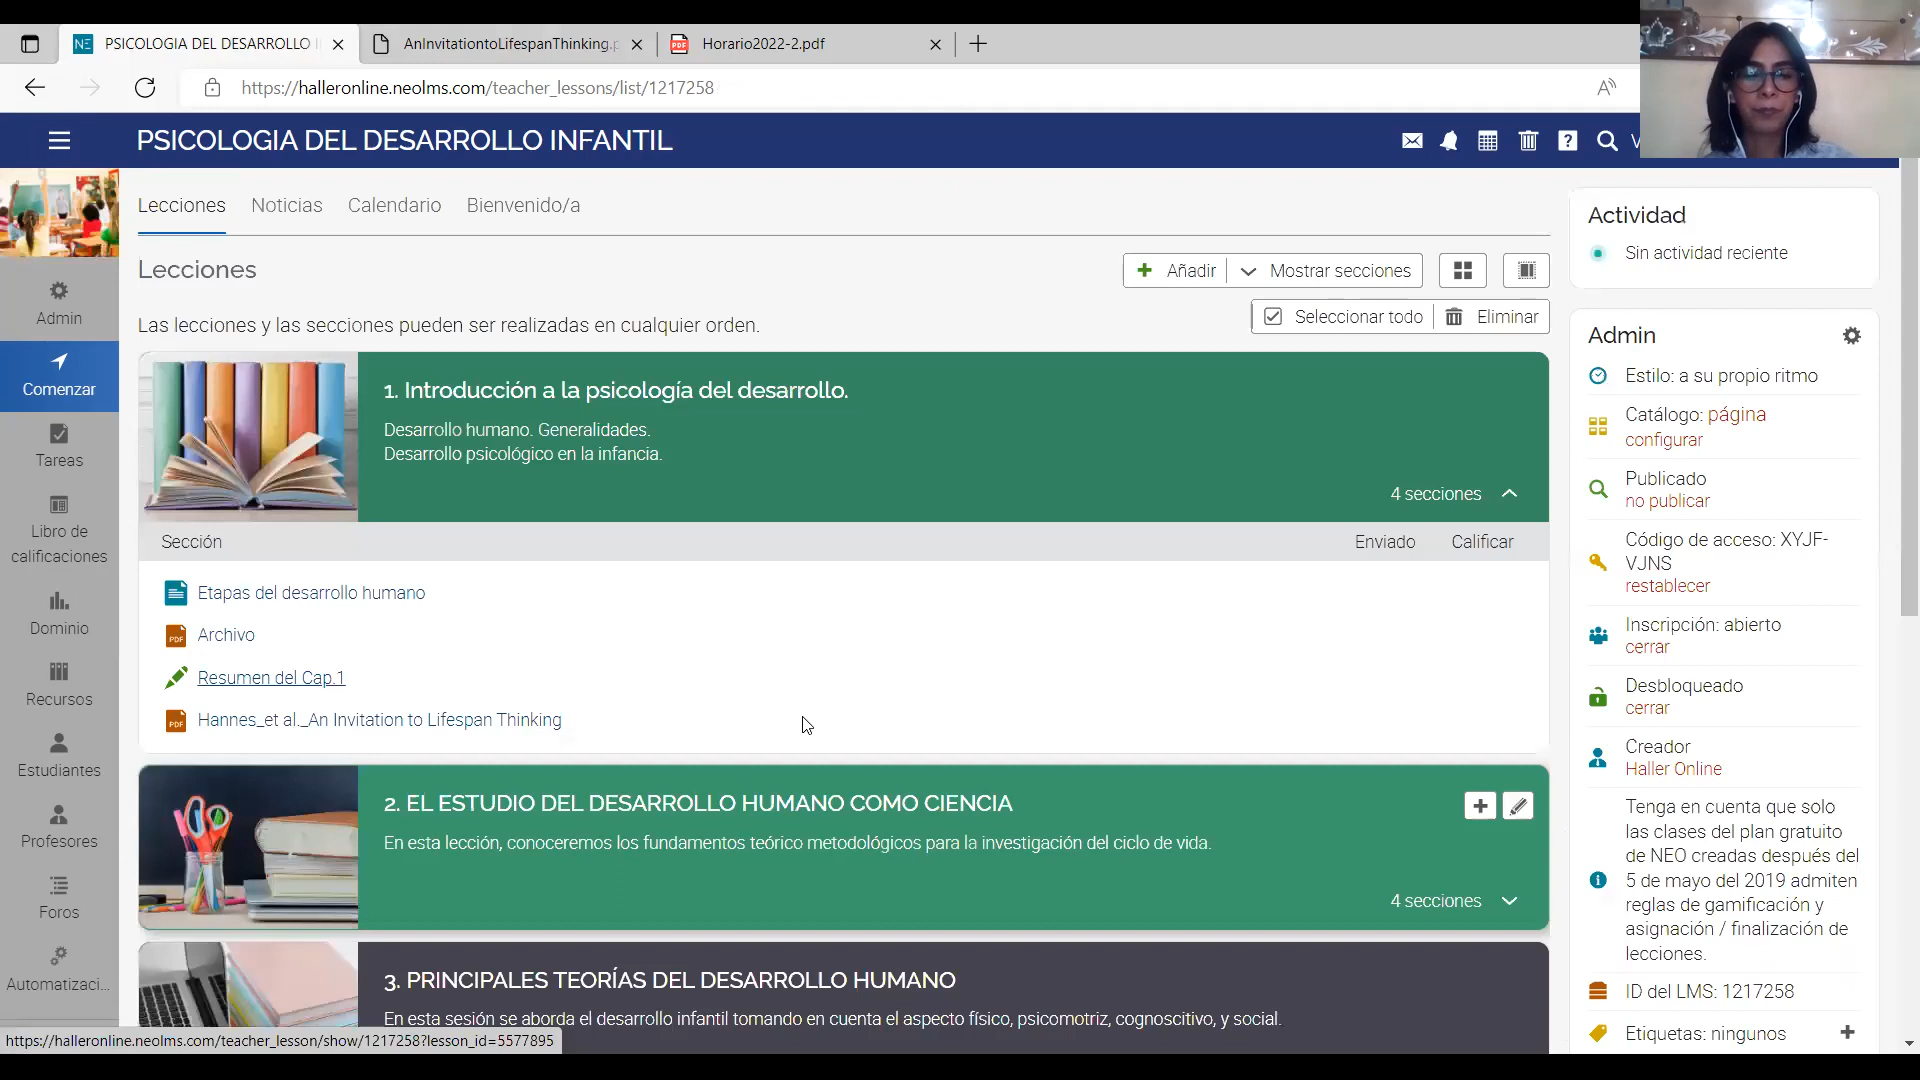 PSICOLOGIA DEL DESARROLLO I
AnInvitationtoLifespanThinking.p
Horario2022-2.pdf
https://halleronline.neolms.com/teacher_lessons/list/1217258
PSICOLOGIA DEL DESARROLLO INFANTIL
Lecciones
Noticias
Calendario
Bienvenido/a
Lecciones
Añadir
Mostrar secciones
Las lecciones y las secciones pueden ser realizadas en cualquier orden.
Seleccionar todo
Eliminar
1. Introducción a la psicología del desarrollo.
Desarrollo humano. Generalidades.
Desarrollo psicológico en la infancia.
4 secciones
Sección
Enviado
Calificar
Etapas del desarrollo humano
Archivo
Resumen del Cap.1
Hannes_et al._An Invitation to Lifespan Thinking
2. EL ESTUDIO DEL DESARROLLO HUMANO COMO CIENCIA
En esta lección, conoceremos los fundamentos teórico metodológicos para la investigación del ciclo de vida.
4 secciones
3. PRINCIPALES TEORÍAS DEL DESARROLLO HUMANO
En esta sesión se aborda el desarrollo infantil tomando en cuenta el aspecto físico, psicomotriz, cognoscitivo, y social.
Admin
Comenzar
Tareas
Libro de
calificaciones
Dominio
Recursos
Estudiantes
Profesores
Foros
Automatizaci...
Actividad
Sin actividad reciente
Admin
Estilo: a su propio ritmo
Catálogo: página
configurar
Publicado
no publicar
Código de acceso: XYJF-
VJNS
restablecer
Inscripción: abierto
cerrar
Desbloqueado
cerrar
Creador
Haller Online
Tenga en cuenta que solo
las clases del plan gratuito
de NEO creadas después del
5 de mayo del 2019 admiten
reglas de gamificación y
asignación / finalización de
lecciones.
ID del LMS: 1217258
Etiquetas: ningunos
https://halleronline.neolms.com/teacher_lesson/show/1217258?lesson_id=5577895